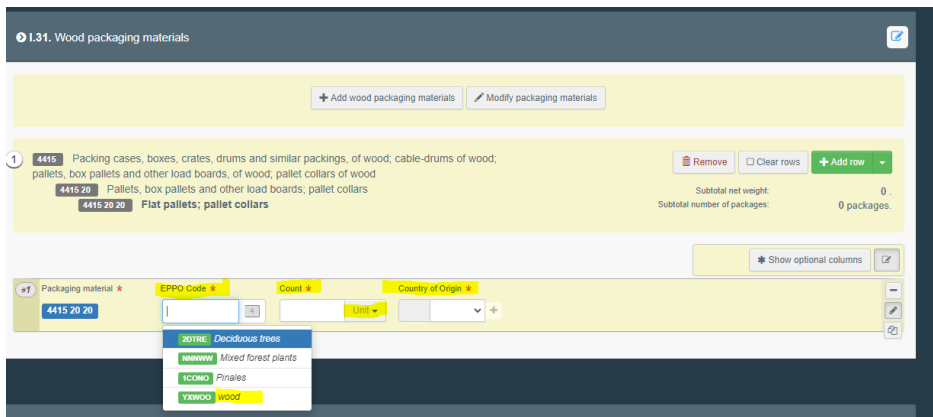 I.31. Wood packaging materials
Add wood packaging materials Modify packaging materials
1 4415 Packing cases, boxes, crates, drums and similar packings, of wood; cable-drums of wood;
pallets, box pallets and other load boards, of wood; pallet collars of wood
Remove Clear rows Add row
4415 20 Pallets, box pallets and other load boards; pallet collars
4415 20 20 Flat pallets; pallet collars
Subtotal net weight: 0 .
Subtotal number of packages: 0 packages.
Show optional columns
#1 Packaging material * EPPO Code * Count * Country of Origin *
4415 20 20 4 Unit
2DTRE Deciduous trees
NNNWW Mixed forest plants
1CONO Pinales
YXWOO wood